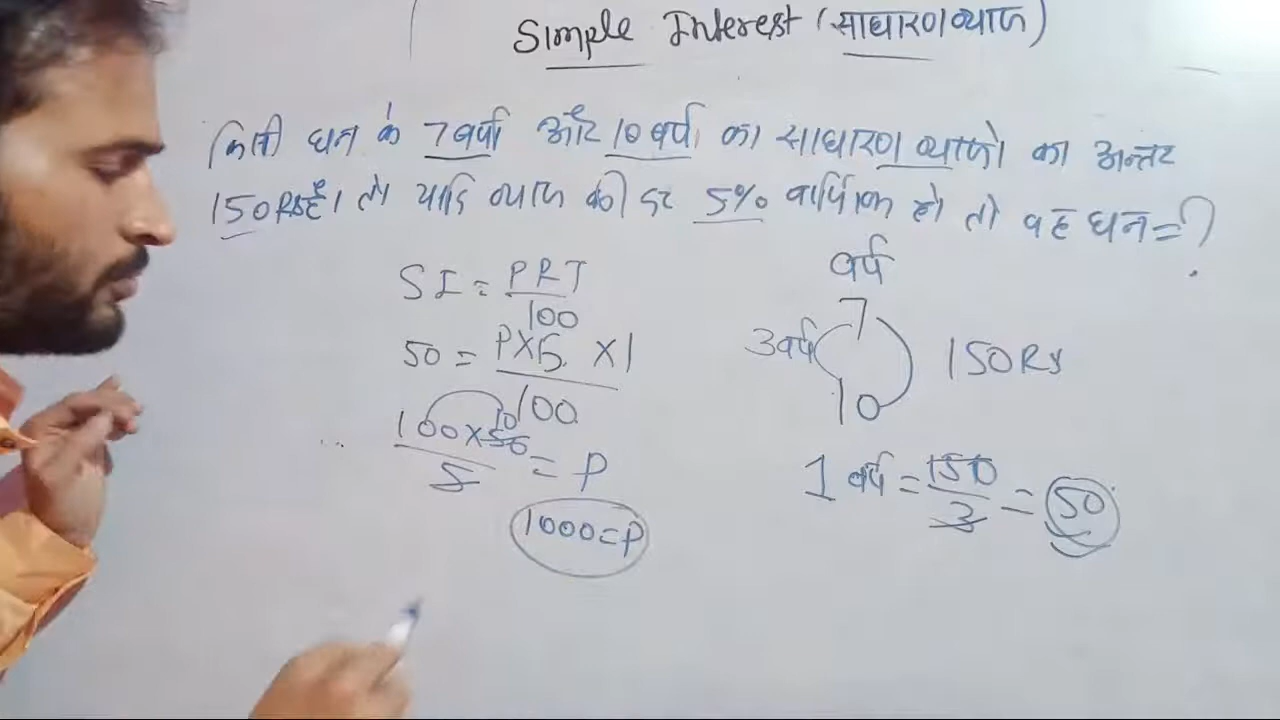 Simple Interest (साधारण ब्याज)
किसी धन के 7 वर्षो और 10 वर्ष का साधारण ब्याजो का अन्तर
150 RS है। तो यदि ब्याज की दर 5% वार्षिक हो तो वह धन = ?
SI = PRT
100
50 = P×5 × 1
100
100×50 10
5
= P
1000 = P
वर्ष
7
3 वर्ष
150 Rs
10
1 वर्ष = 150
3
= 50